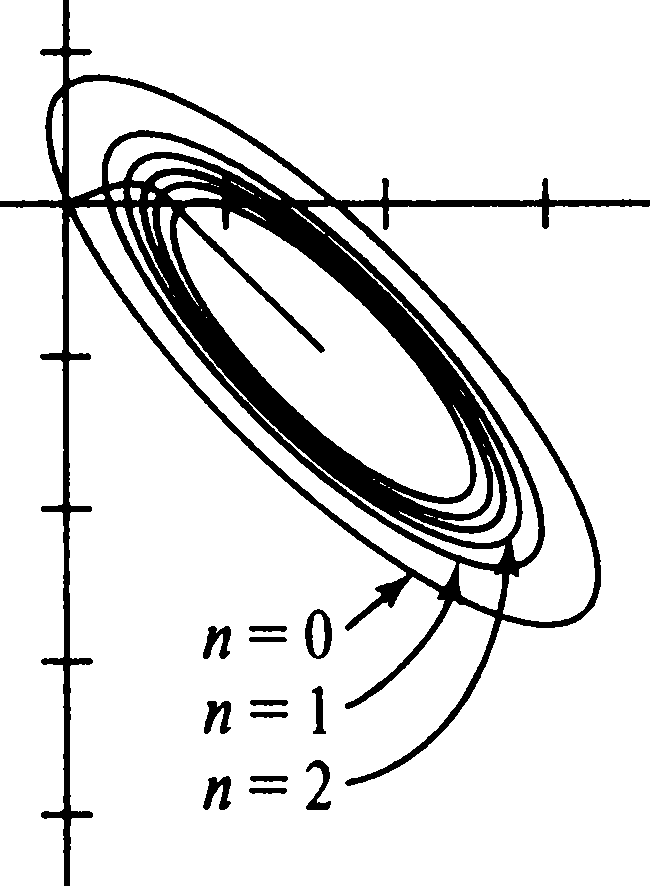 n = 0
n = 1
n = 2